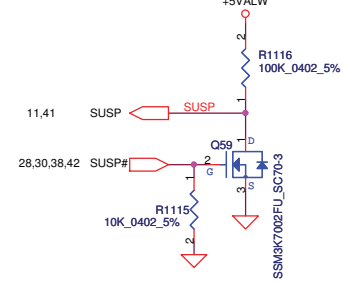 +5VALW
2
R1116
100K_0402_5%
1
11,41 SUSP SUSP
Q59
1 D
28,30,38,42 SUSP# 2 G
3 S
SSM3K7002FU_SC70-3
1
R1115
10K_0402_5%
2